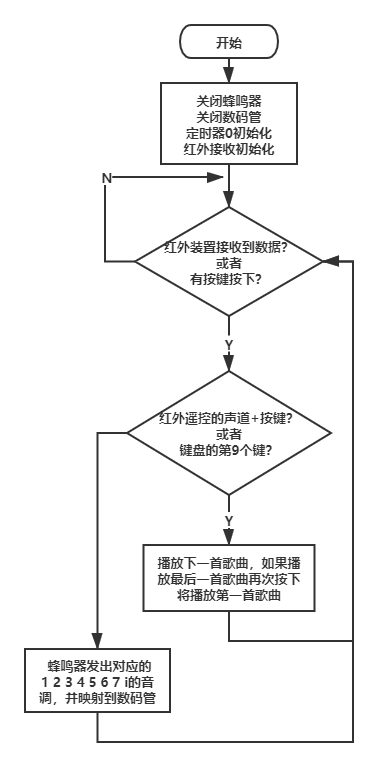 开始
关闭蜂鸣器
关闭数码管
定时器0初始化
红外接收初始化
N
红外装置接收到数据？
或者
有按键按下？
Y
红外遥控的声道+按键？
或者
键盘的第9个键？
Y
播放下一首歌曲，如果播
放最后一首歌曲再次按下
将播放第一首歌曲
蜂鸣器发出对应的
1 2 3 4 5 6 7 i的音
调，并映射到数码管